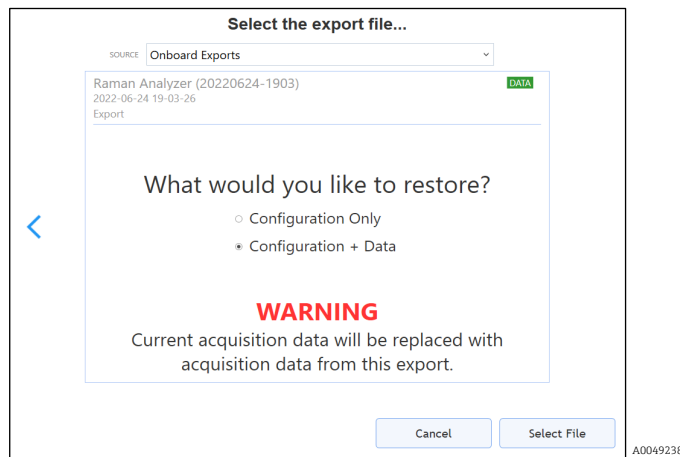 Select the export file...
SOURCE Onboard Exports
Raman Analyzer (20220624-1903) DATA
2022-06-24 19-03-26
Export
What would you like to restore?
Configuration Only
Configuration + Data
WARNING
Current acquisition data will be replaced with
acquisition data from this export.
Cancel Select File
A0049238